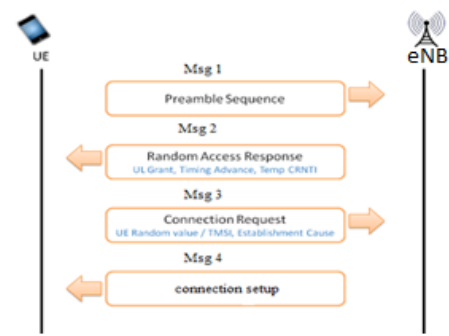 UE
eNB
Msg 1
Preamble Sequence
Msg 2
Random Access Response
UL Grant, Timing Advance, Temp CRNTI
Msg 3
Connection Request
UE Random value / TMSI, Establishment Cause
Msg 4
connection setup